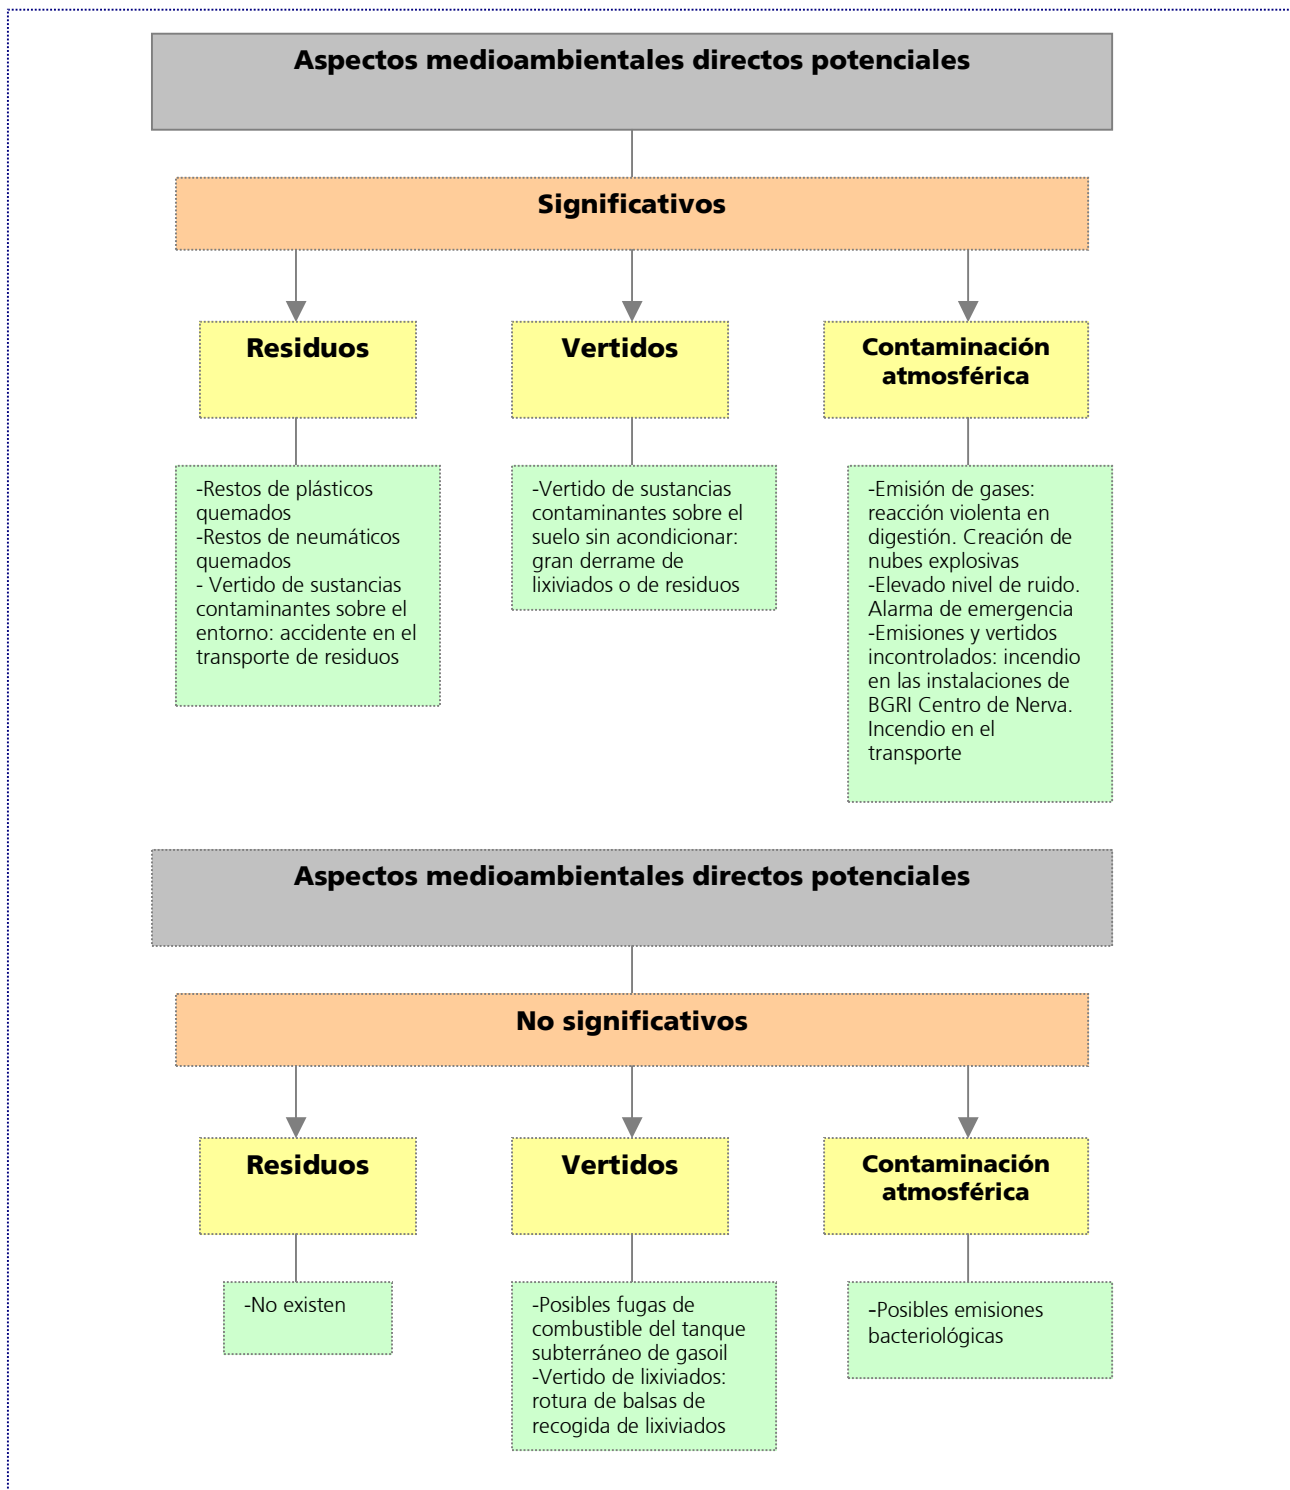 Aspectos medioambientales directos potenciales
Significativos
Residuos
Vertidos
Contaminación
atmosférica
-Restos de plásticos
quemados
-Restos de neumáticos
quemados
- Vertido de sustancias
contaminantes sobre el
entorno: accidente en el
transporte de residuos
-Vertido de sustancias
contaminantes sobre el
suelo sin acondicionar:
gran derrame de
lixiviados o de residuos
-Emisión de gases:
reacción violenta en
digestión. Creación de
nubes explosivas
-Elevado nivel de ruido.
Alarma de emergencia
-Emisiones y vertidos
incontrolados: incendio
en las instalaciones de
BGRI Centro de Nerva.
Incendio en el
transporte
Aspectos medioambientales directos potenciales
No significativos
Residuos
Vertidos
Contaminación
atmosférica
-No existen
-Posibles fugas de
combustible del tanque
subterráneo de gasoil
-Vertido de lixiviados:
rotura de balsas de
recogida de lixiviados
-Posibles emisiones
bacteriológicas